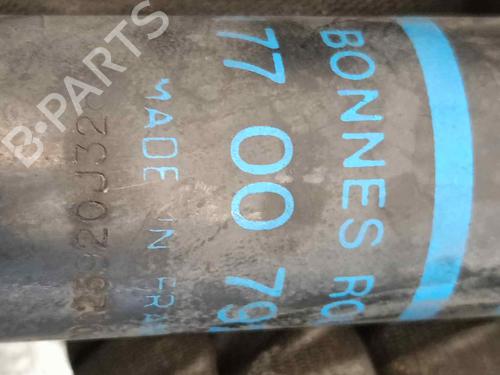 BONNES RO
77 00 79
MADE IN FRA
B-PARTS